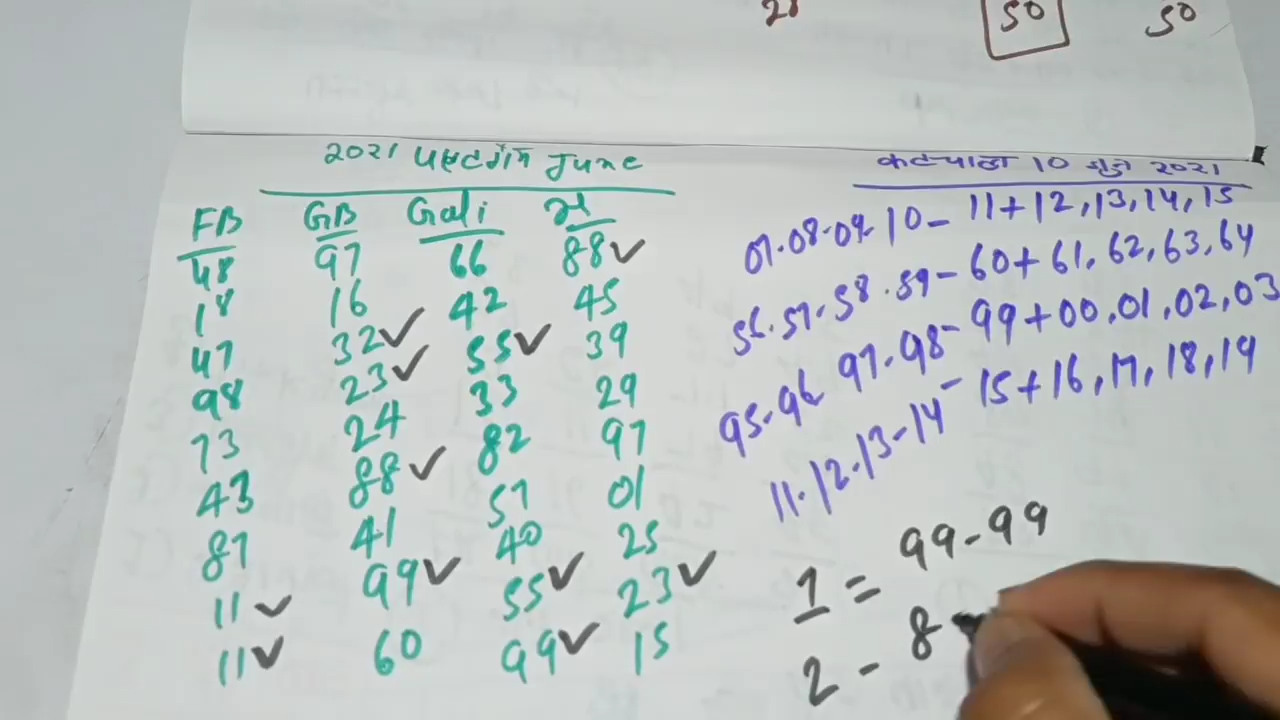 28 50 50
2021 June
FB GB Gali
48 97 66 88✓
18 16 42 45
47 32✓ 55✓ 39
98 23✓ 33 29
73 24 82 97
43 88✓ 57 01
87 41 40 25
11✓ 99✓ 55✓ 23✓
11✓ 60 99✓ 15
10 जून 2021
07.08.09.10-11+12,13,14,15
56.57.58.59-60+61,62,63,64
95-96 97.98-99+00,01,02,03
11.12.13-14-15+16,17,18,19
1 = 99-99
2 - 8